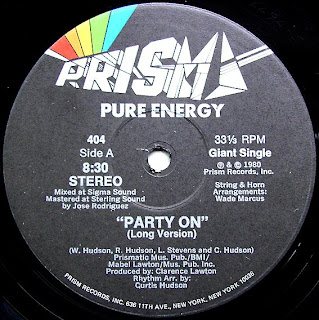 PRISM
PURE ENERGY
404
Side A
8:30
STEREO
Mixed at Sigma Sound
Mastered at Sterling Sound
by Jose Rodriguez
33⅓ RPM
Giant Single
℗ & © 1980
Prism Records, Inc.
String & Horn
Arrangements:
Wade Marcus
"PARTY ON"
(Long Version)
(W. Hudson, R. Hudson, L. Stevens and C. Hudson)
Prismatic Mus. Pub./BMI/
Mabel Lawton/Mus. Pub. Inc.
Produced by: Clarence Lawton
Rhythm Arr. by:
Curtis Hudson
PRISM RECORDS, INC. 636 11TH AVE., NEW YORK, NEW YORK 10036